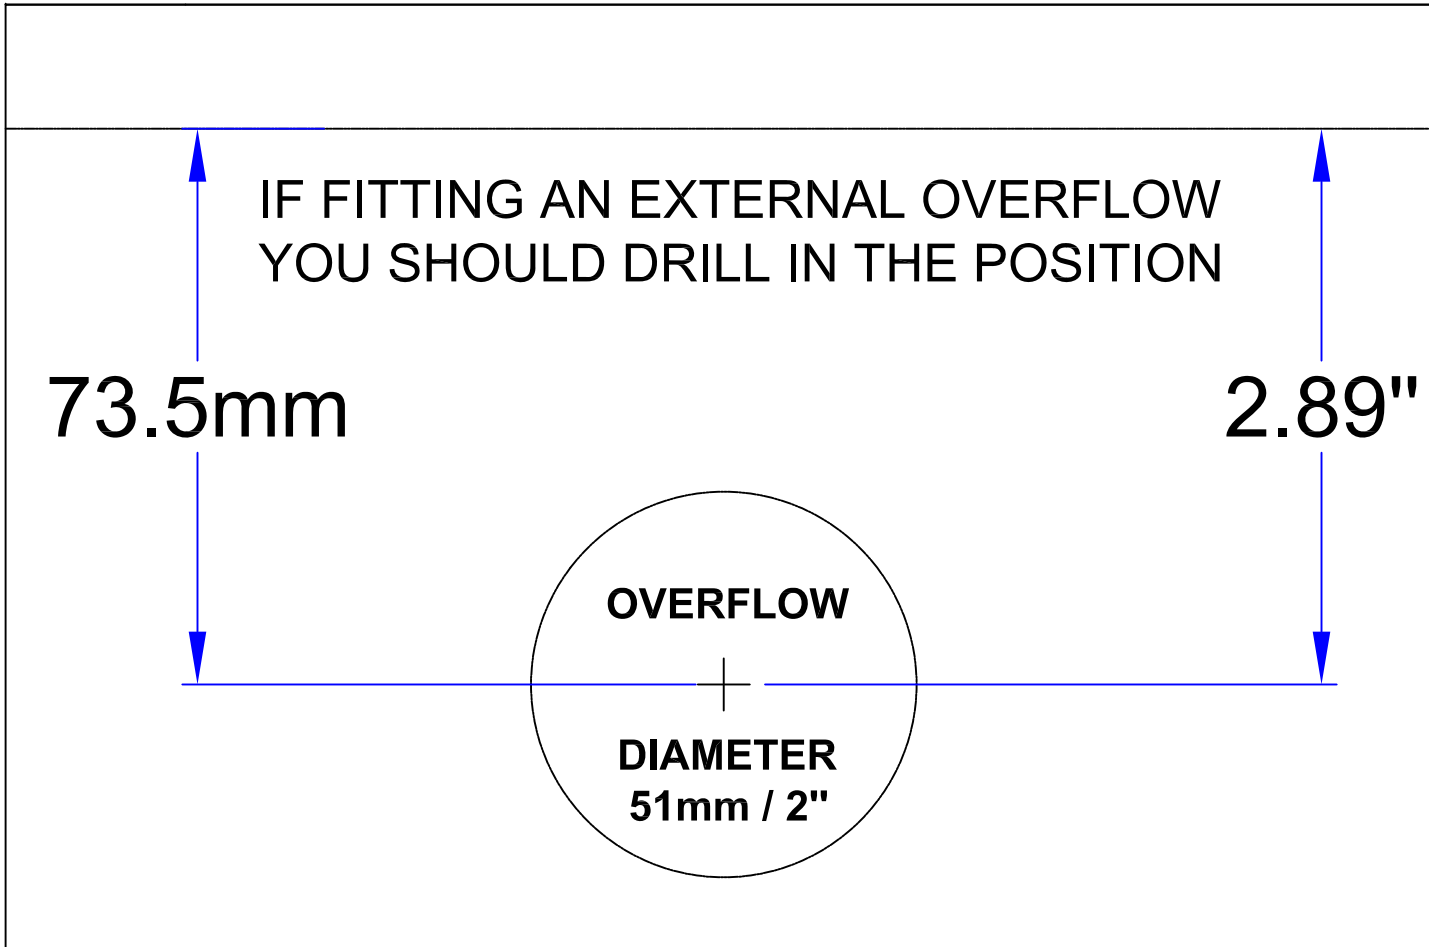 IF FITTING AN EXTERNAL OVERFLOW
YOU SHOULD DRILL IN THE POSITION
73.5mm
2.89"
OVERFLOW
DIAMETER
51mm / 2"